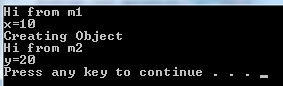 Hi from m1
x=10
Creating Object
Hi from m2
y=20
Press any key to continue . . . _